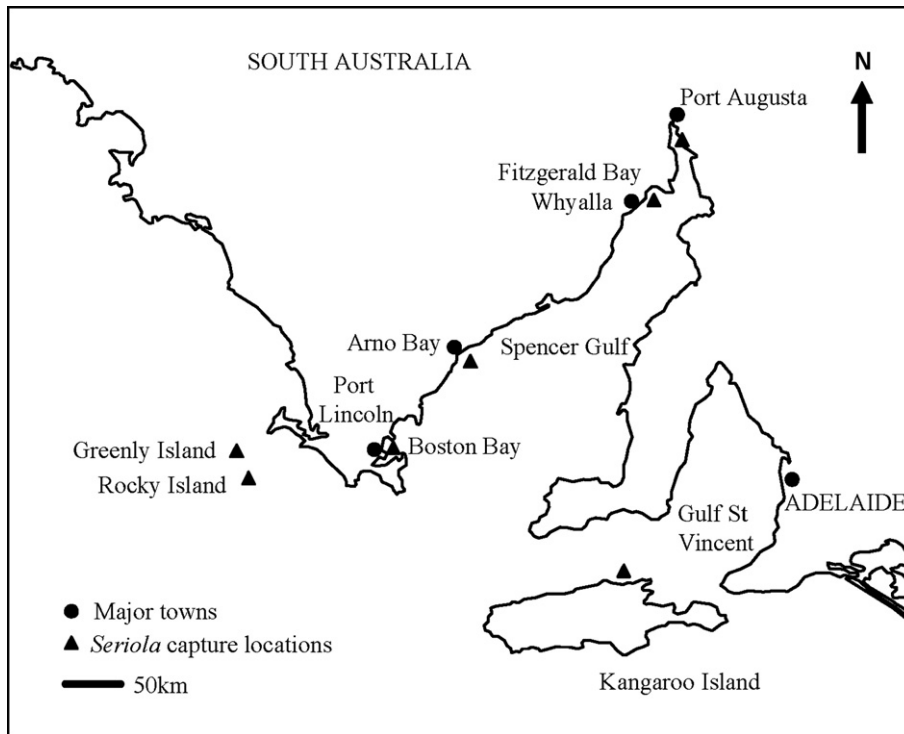 SOUTH AUSTRALIA
N
Port Augusta
Fitzgerald Bay
Whyalla
Arno Bay
Spencer Gulf
Port
Lincoln
Boston Bay
Greenly Island
Rocky Island
Gulf St
Vincent
ADELAIDE
Major towns
Seriola capture locations
50km
Kangaroo Island